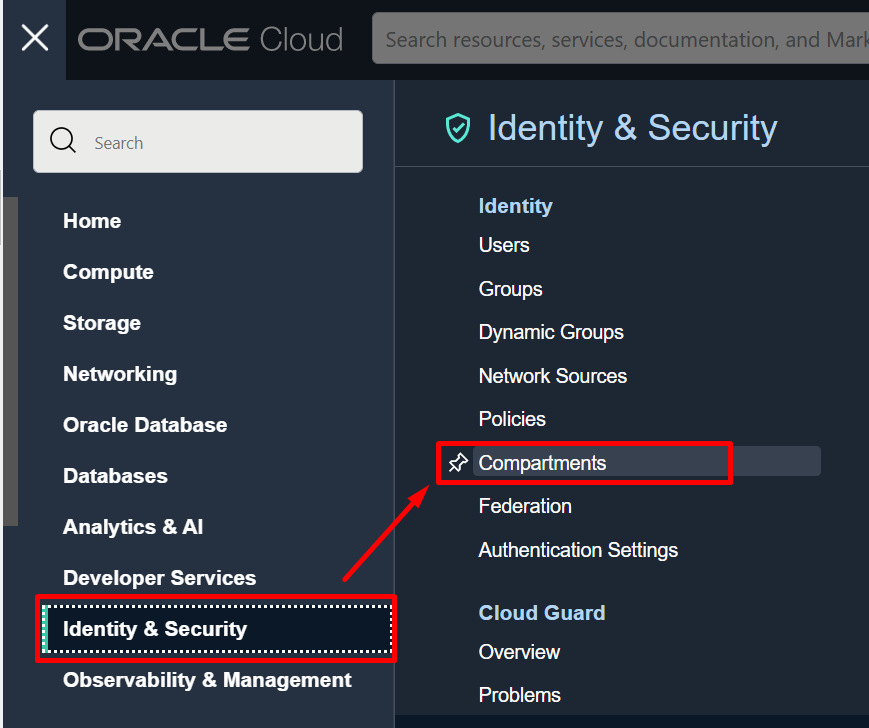 ORACLE Cloud
Search resources, services, documentation, and Mark
Search
Home
Compute
Storage
Networking
Oracle Database
Databases
Analytics & AI
Developer Services
Identity & Security
Observability & Management
Identity & Security
Identity
Users
Groups
Dynamic Groups
Network Sources
Policies
Compartments
Federation
Authentication Settings
Cloud Guard
Overview
Problems